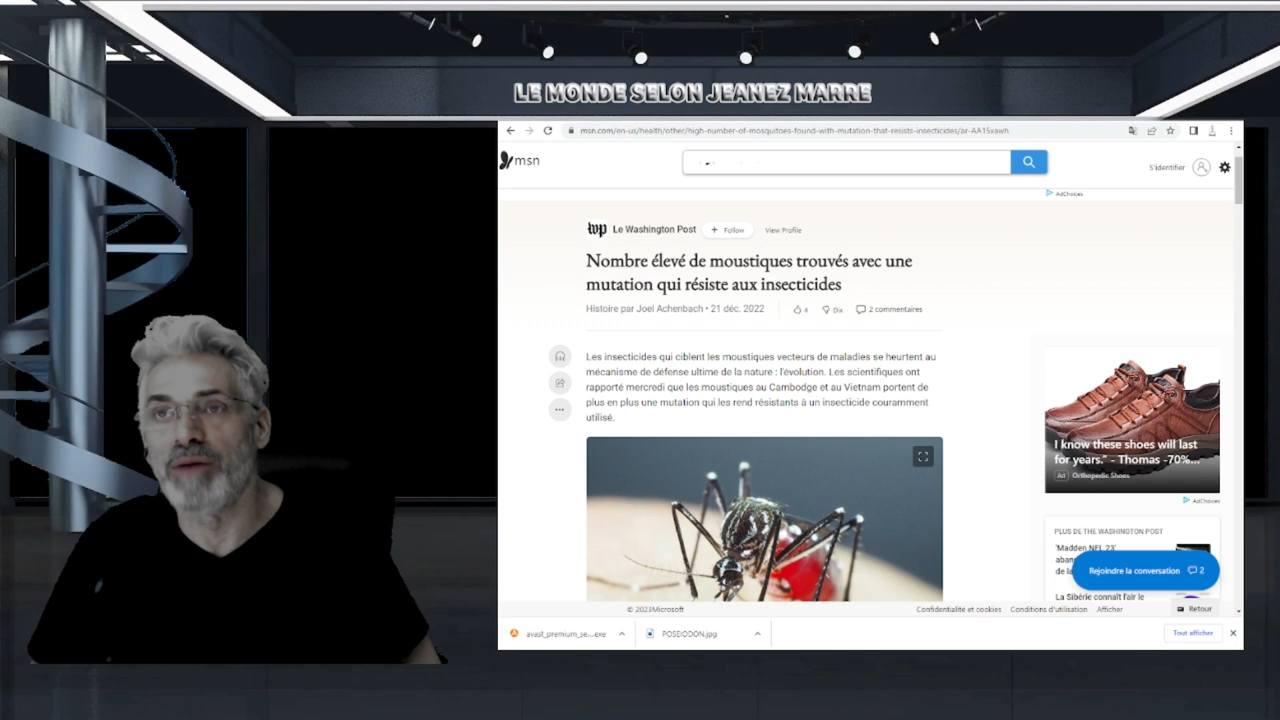 LE MONDE SELON JEANEZ MARRE
msn.com/en-us/health/other/high-number-of-mosquitoes-found-with-mutation-that-resists-insecticides/ar-AA15xawh
msn
S'identifier
AdChoices
wp Le Washington Post + Follow View Profile
Nombre élevé de moustiques trouvés avec une
mutation qui résiste aux insecticides
Histoire par Joel Achenbach • 21 déc. 2022
4 Dix 2 commentaires
Les insecticides qui ciblent les moustiques vecteurs de maladies se heurtent au
mécanisme de défense ultime de la nature : l'évolution. Les scientifiques ont
rapporté mercredi que les moustiques au Cambodge et au Vietnam portent de
plus en plus une mutation qui les rend résistants à un insecticide couramment
utilisé.
I know these shoes will last
for years." - Thomas -70%...
Ad Orthopedic Shoes
AdChoices
PLUS DE THE WASHINGTON POST
'Madden NFL 23'
aban
de la
Rejoindre la conversation 2
La Sibérie connaît l'air le
© 2023Microsoft
Confidentialité et cookies Conditions d'utilisation Afficher Retour
avast_premium_se....exe POSEIODON.jpg Tout afficher